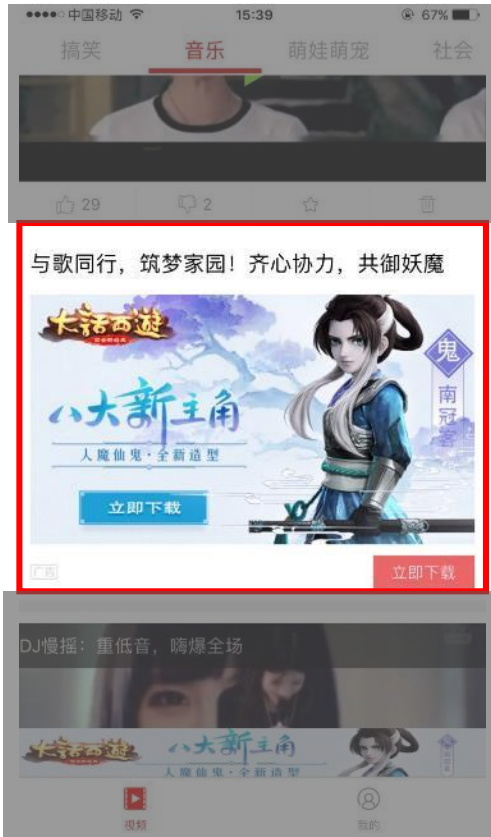 中国移动 15:39 67%
搞笑 音乐 萌娃萌宠 社会
29 2
与歌同行，筑梦家园！齐心协力，共御妖魔
大话西遊
鬼
南冠客
八大新主角
人魔仙鬼·全新造型
立即下载
广告
立即下载
DJ慢摇：重低音，嗨爆全场
大话西遊
八大新主角
人魔仙鬼·全新造型
视频 我的